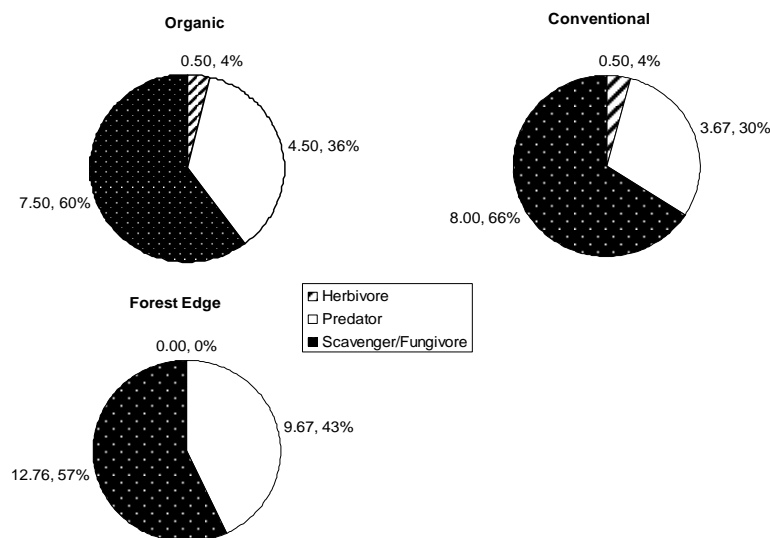 Organic
0.50, 4%
4.50, 36%
7.50, 60%
Conventional
0.50, 4%
3.67, 30%
8.00, 66%
Forest Edge
0.00, 0%
9.67, 43%
12.76, 57%
Herbivore
Predator
Scavenger/Fungivore